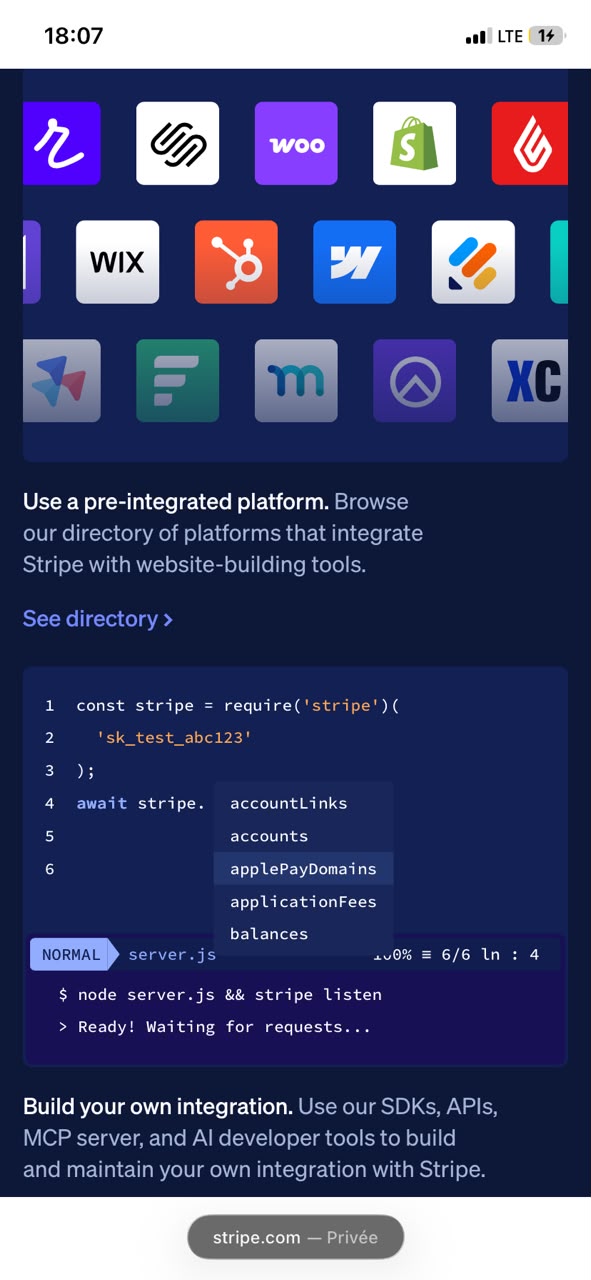 18:07
LTE
1
woo
S
WIX
m
XC
Use a pre-integrated platform. Browse
our directory of platforms that integrate
Stripe with website-building tools.
See directory >
1 const stripe = require('stripe')(
2 'sk_test_abc123'
3 );
4 await stripe.
accountLinks
5
accounts
6
applePayDomains
applicationFees
balances
NORMAL server.js 100% ≡ 6/6 ln : 4
$ node server.js && stripe listen
> Ready! Waiting for requests...
Build your own integration. Use our SDKs, APIs,
MCP server, and AI developer tools to build
and maintain your own integration with Stripe.
stripe.com — Privée